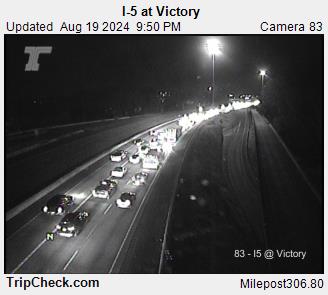 I-5 at Victory
Updated Aug 19 2024 9:50 PM Camera 83
T
N
83 - I5 @ Victory
TripCheck.com Milepost306.80